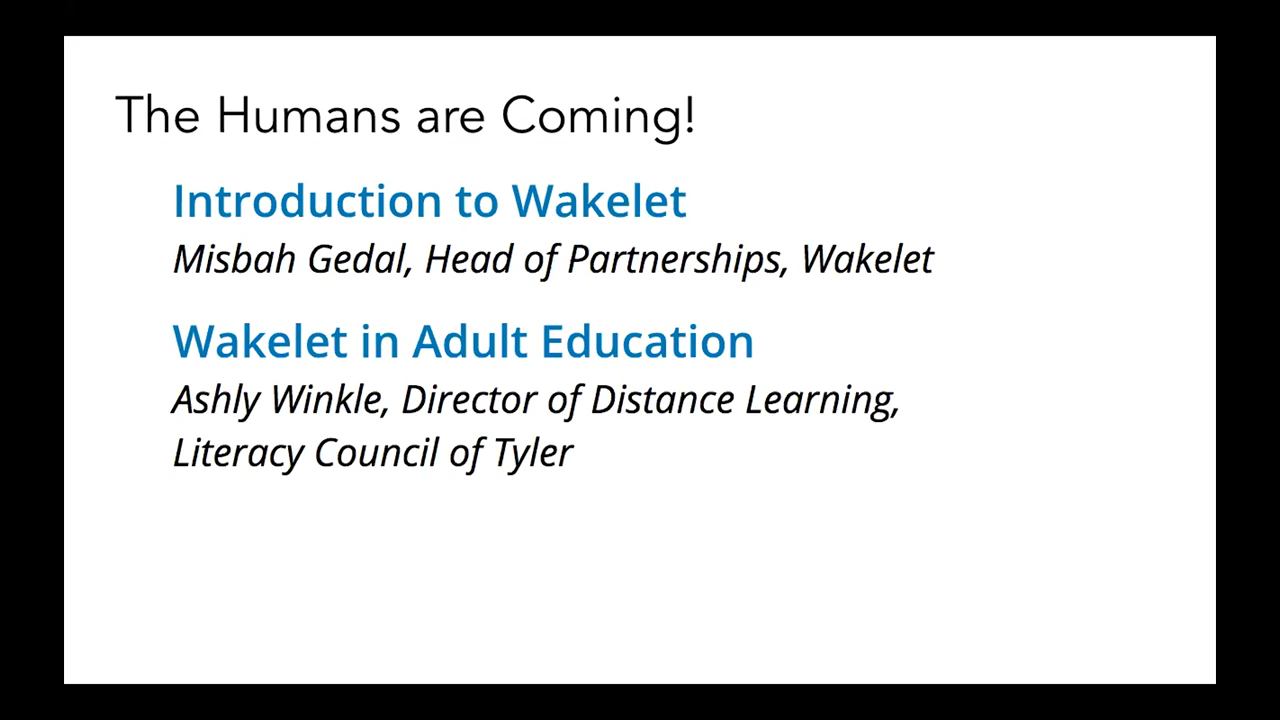 The Humans are Coming!
Introduction to Wakelet
Misbah Gedal, Head of Partnerships, Wakelet
Wakelet in Adult Education
Ashly Winkle, Director of Distance Learning,
Literacy Council of Tyler